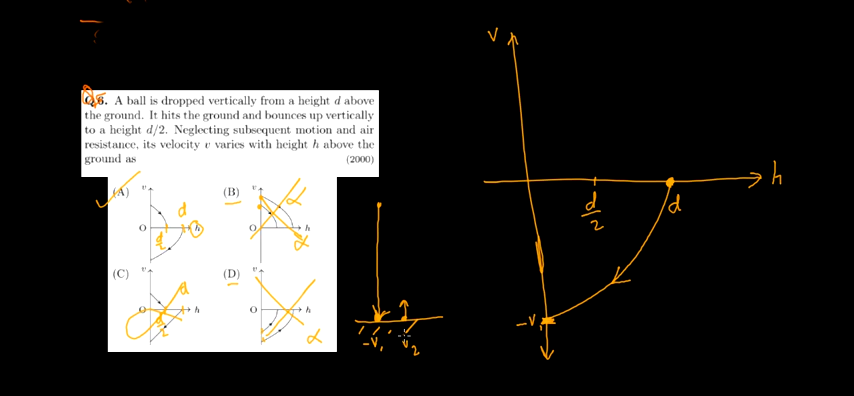 Q 6. A ball is dropped vertically from a height d above
the ground. It hits the ground and bounces up vertically
to a height d/2. Neglecting subsequent motion and air
resistance, its velocity v varies with height h above the
ground as (2000)
(A) v d O d/2 h
(B) v O h
(C) v d O d/2 h
(D) v O h
-v₁ v₂
v h
d/2 d
-v₁